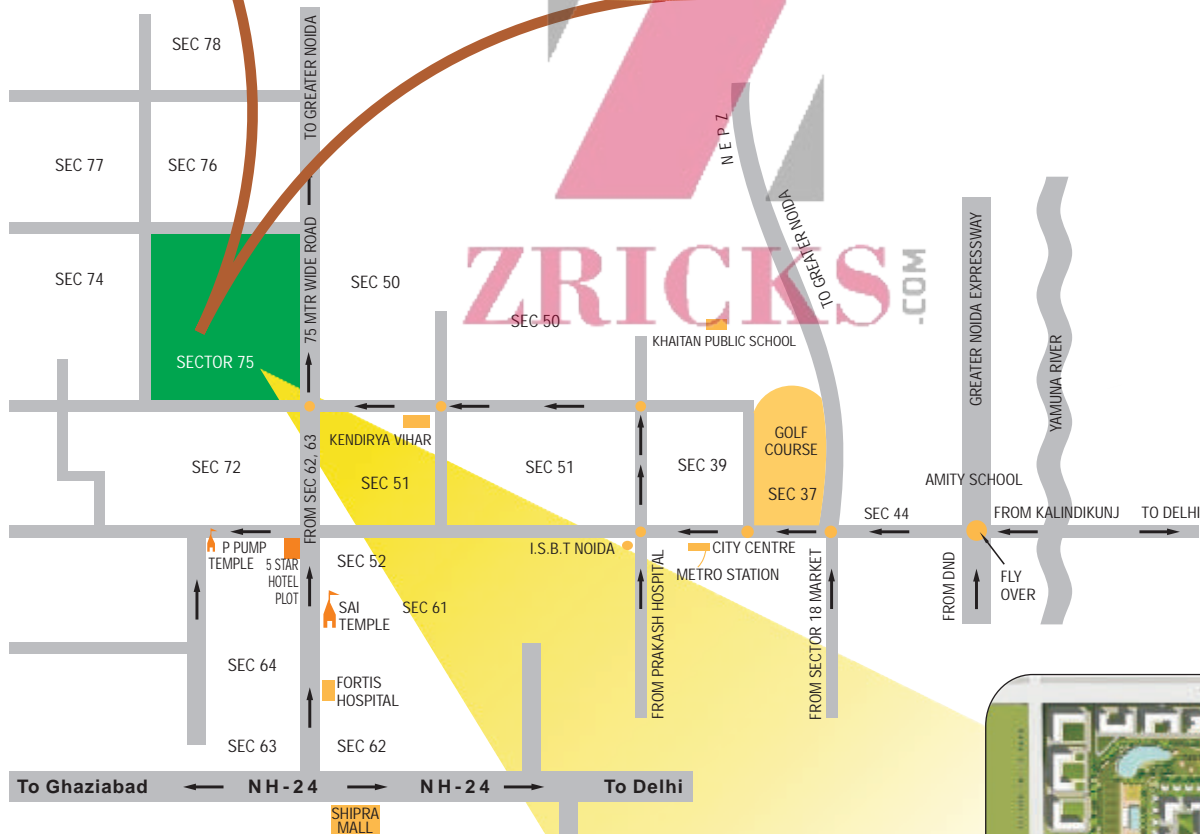 SEC 78
TO GREATER NOIDA
SEC 77
SEC 76
NEPZ
TO GREATER NOIDA
ZRICKS
.COM
SEC 74
75 MTR WIDE ROAD
SEC 50
SEC 50
KHAITAN PUBLIC SCHOOL
GREATER NOIDA EXPRESSWAY
YAMUNA RIVER
SECTOR 75
KENDIRYA VIHAR
GOLF
COURSE
SEC 72
FROM SEC 62, 63
SEC 51
SEC 51
SEC 39
SEC 37
AMITY SCHOOL
SEC 44
FROM KALINDIKUNJ
TO DELHI
P PUMP
TEMPLE
5 STAR
HOTEL
PLOT
SEC 52
I.S.B.T NOIDA
CITY CENTRE
METRO STATION
FROM PRAKASH HOSPITAL
FROM SECTOR 18 MARKET
FROM DND
FLY
OVER
SAI
TEMPLE
SEC 61
SEC 64
FORTIS
HOSPITAL
SEC 63
SEC 62
To Ghaziabad
NH-24
NH-24
To Delhi
SHIPRA
MALL